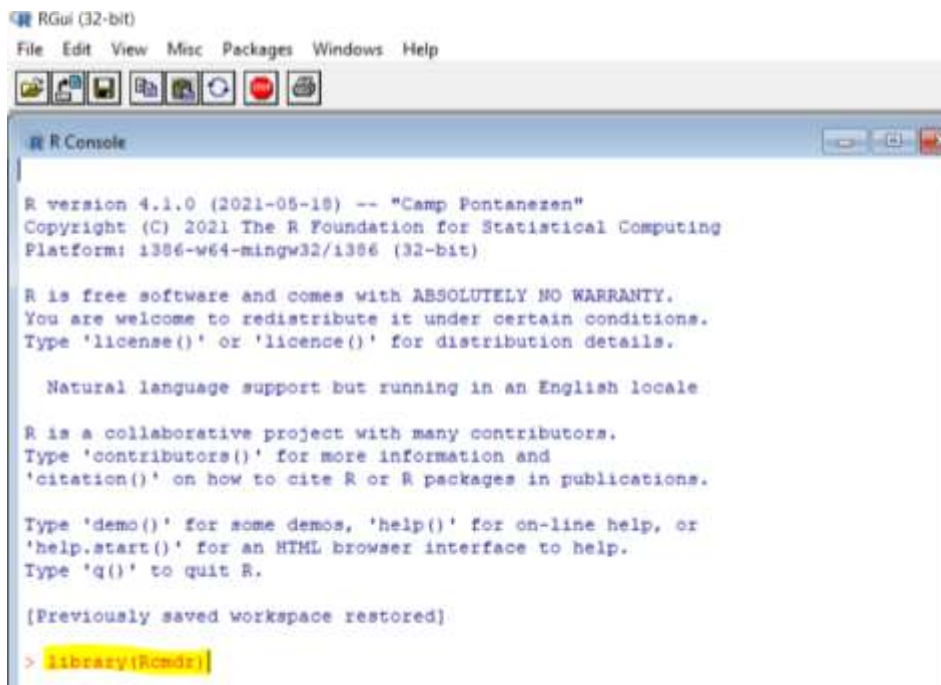 RGui (32-bit)
File Edit View Misc Packages Windows Help
STOP
R Console
R version 4.1.0 (2021-05-18) -- "Camp Pontanezen"
Copyright (C) 2021 The R Foundation for Statistical Computing
Platform: i386-w64-mingw32/i386 (32-bit)
R is free software and comes with ABSOLUTELY NO WARRANTY.
You are welcome to redistribute it under certain conditions.
Type 'license()' or 'licence()' for distribution details.
Natural language support but running in an English locale
R is a collaborative project with many contributors.
Type 'contributors()' for more information and
'citation()' on how to cite R or R packages in publications.
Type 'demo()' for some demos, 'help()' for on-line help, or
'help.start()' for an HTML browser interface to help.
Type 'q()' to quit R.
[Previously saved workspace restored]
> library(Rcmdr)